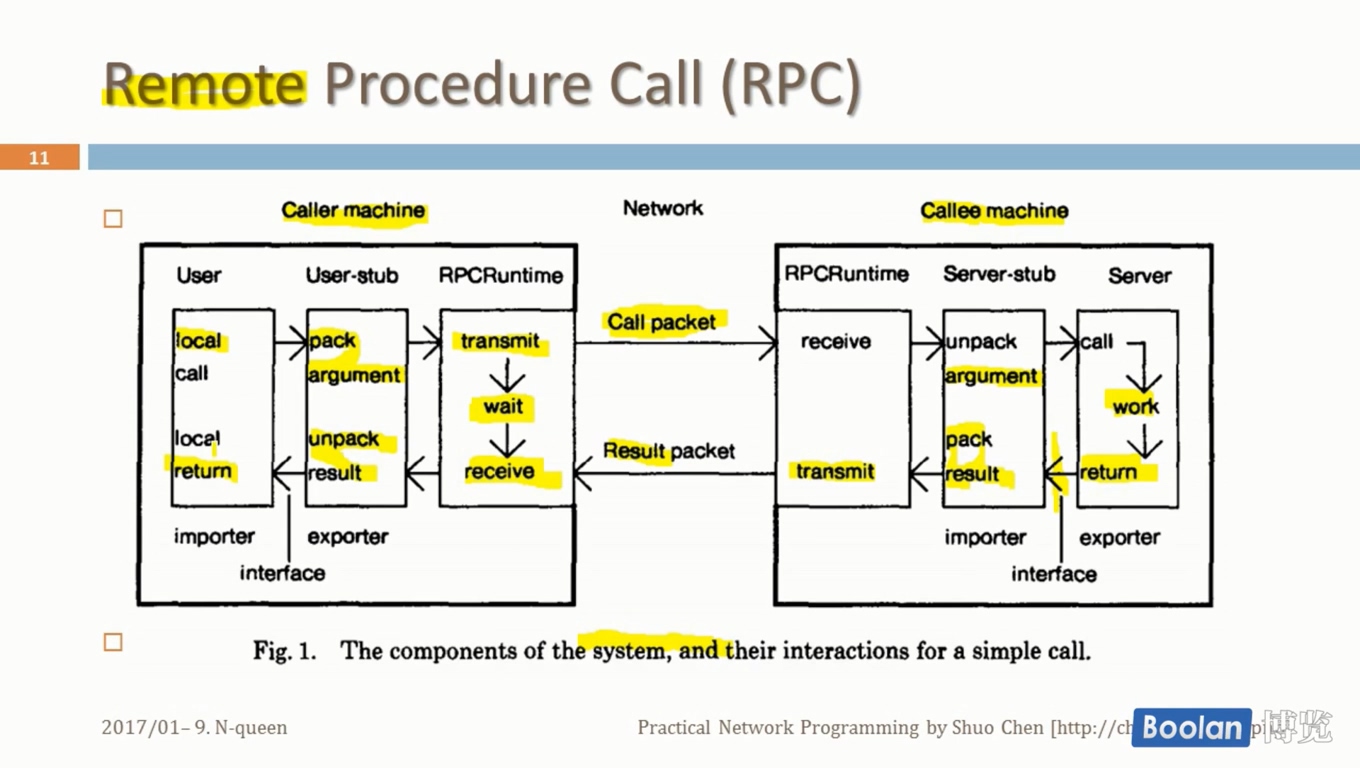 Remote Procedure Call (RPC)
11
Caller machine
Network
Callee machine
User
User-stub
RPCRuntime
RPCRuntime
Server-stub
Server
local
call
pack
argument
transmit
wait
Call packet
receive
unpack
argument
call
work
local
return
unpack
result
receive
Result packet
transmit
pack
result
return
importer
exporter
interface
importer
exporter
interface
Fig. 1. The components of the system, and their interactions for a simple call.
2017/01– 9. N-queen
Practical Network Programming by Shuo Chen [http://ch
Boolan 博览